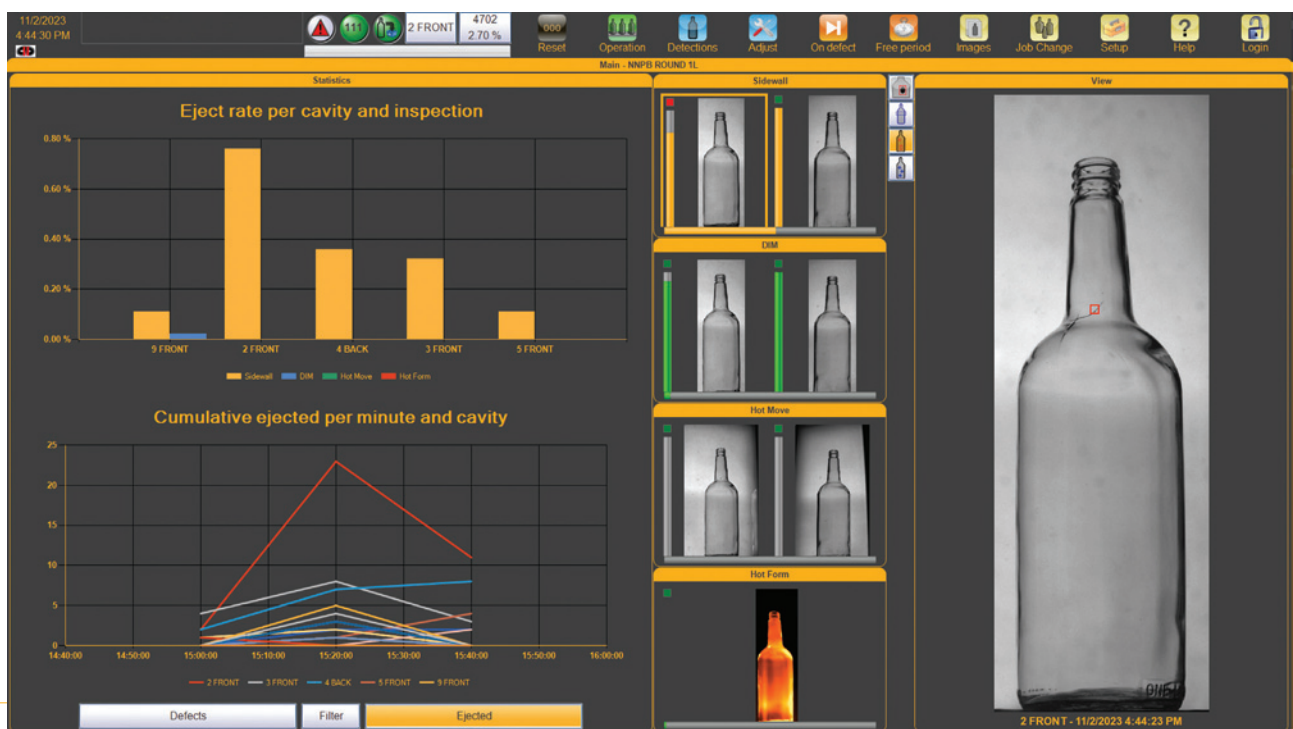 11/2/2023
4:44:30 PM
111
2 FRONT
4702
2.70 %
000
Reset
Operation
Detections
Adjust
On defect
Free period
Images
Job Change
Setup
?
Help
Login
Main - NNPB ROUND 1L
Statistics
Eject rate per cavity and inspection
0.80 %
0.60 %
0.40 %
0.20 %
0.00 %
9 FRONT 2 FRONT 4 BACK 3 FRONT 5 FRONT
Sidewall DIM Hot Move Hot Form
Cumulative ejected per minute and cavity
25
20
15
10
5
0
14:40:00 14:50:00 15:00:00 15:10:00 15:20:00 15:30:00 15:40:00 15:50:00 16:00:00
2 FRONT 3 FRONT 4 BACK 5 FRONT 9 FRONT
Defects
Filter
Ejected
Sidewall
DIM
Hot Move
Hot Form
View
2 FRONT - 11/2/2023 4:44:23 PM